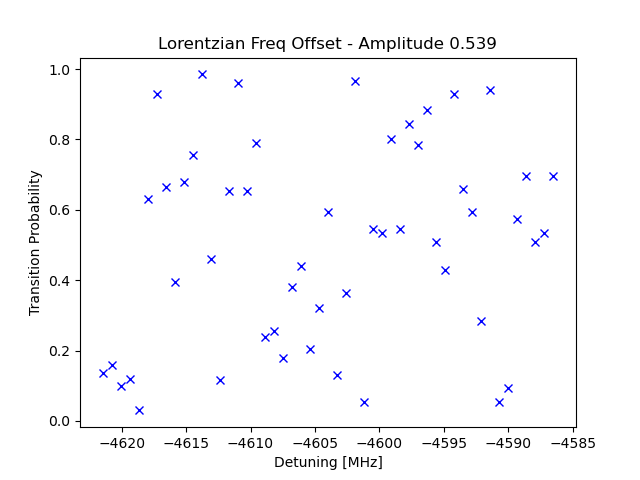 Lorentzian Freq Offset - Amplitude 0.539
Transition Probability
1.0
0.8
0.6
0.4
0.2
0.0
−4620 −4615 −4610 −4605 −4600 −4595 −4590 −4585
Detuning [MHz]